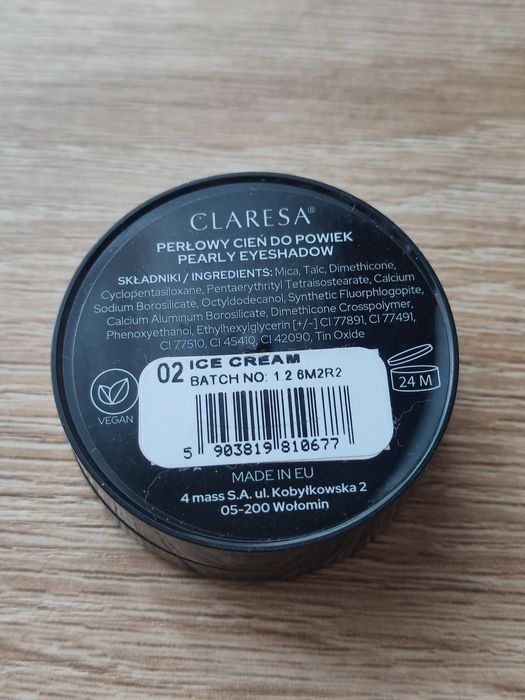 CLARESA®
PERŁOWY CIEŃ DO POWIEK
PEARLY EYESHADOW
SKŁADNIKI / INGREDIENTS: Mica, Talc, Dimethicone,
Cyclopentasiloxane, Pentaerythrityl Tetraisostearate, Calcium
Sodium Borosilicate, Octyldodecanol, Synthetic Fluorphlogopite,
Calcium Aluminum Borosilicate, Dimethicone Crosspolymer,
Phenoxyethanol, Ethylhexylglycerin [+/-] CI 77891, CI 77491,
CI 77510, CI 45410, CI 42090, Tin Oxide
02 ICE CREAM
BATCH NO: 1.2 6M2R2
5 903819 810677
VEGAN
24 M
MADE IN EU
4 mass S.A. ul. Kobyłkowska 2
05-200 Wołomin